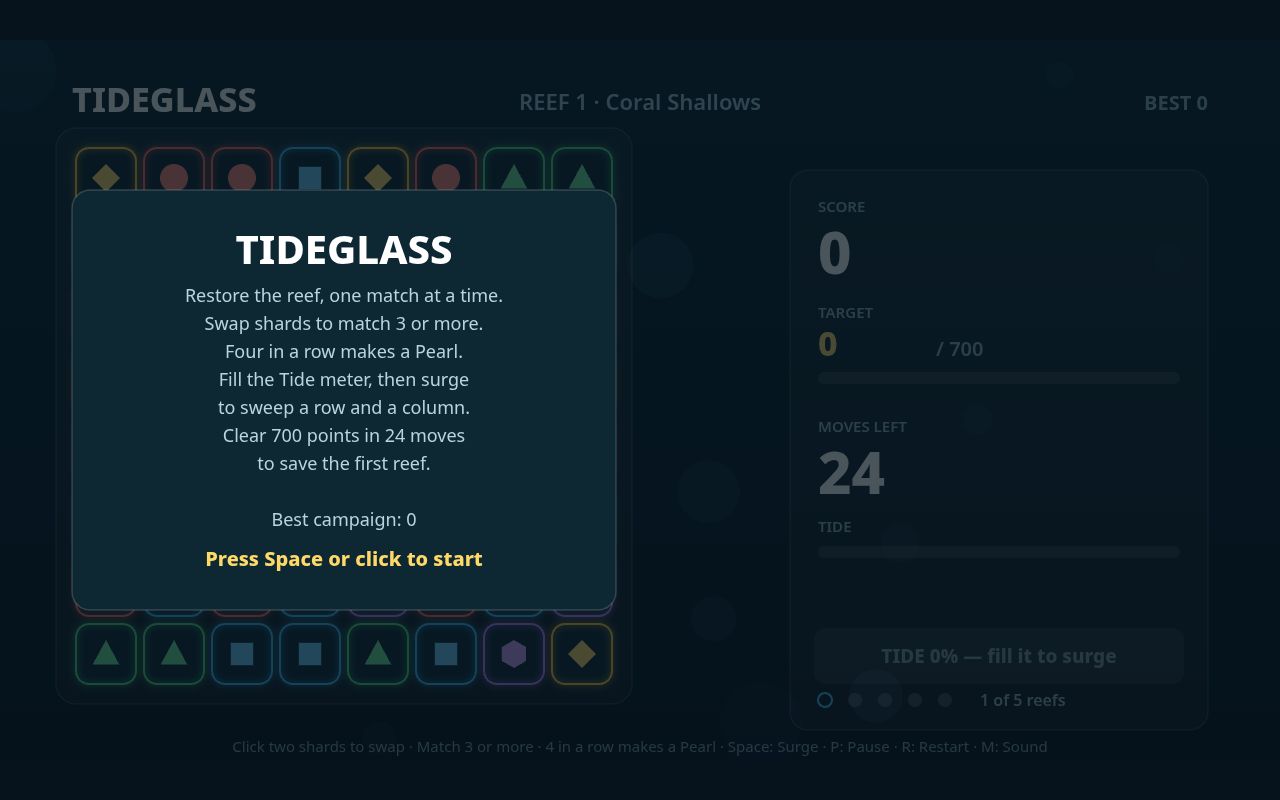 TIDEGLASS
REEF 1 · Coral Shallows
BEST 0
TIDEGLASS
Restore the reef, one match at a time.
Swap shards to match 3 or more.
Four in a row makes a Pearl.
Fill the Tide meter, then surge
to sweep a row and a column.
Clear 700 points in 24 moves
to save the first reef.
Best campaign: 0
Press Space or click to start
SCORE
0
TARGET
0 / 700
MOVES LEFT
24
TIDE
TIDE 0% — fill it to surge
1 of 5 reefs
Click two shards to swap · Match 3 or more · 4 in a row makes a Pearl · Space: Surge · P: Pause · R: Restart · M: Sound